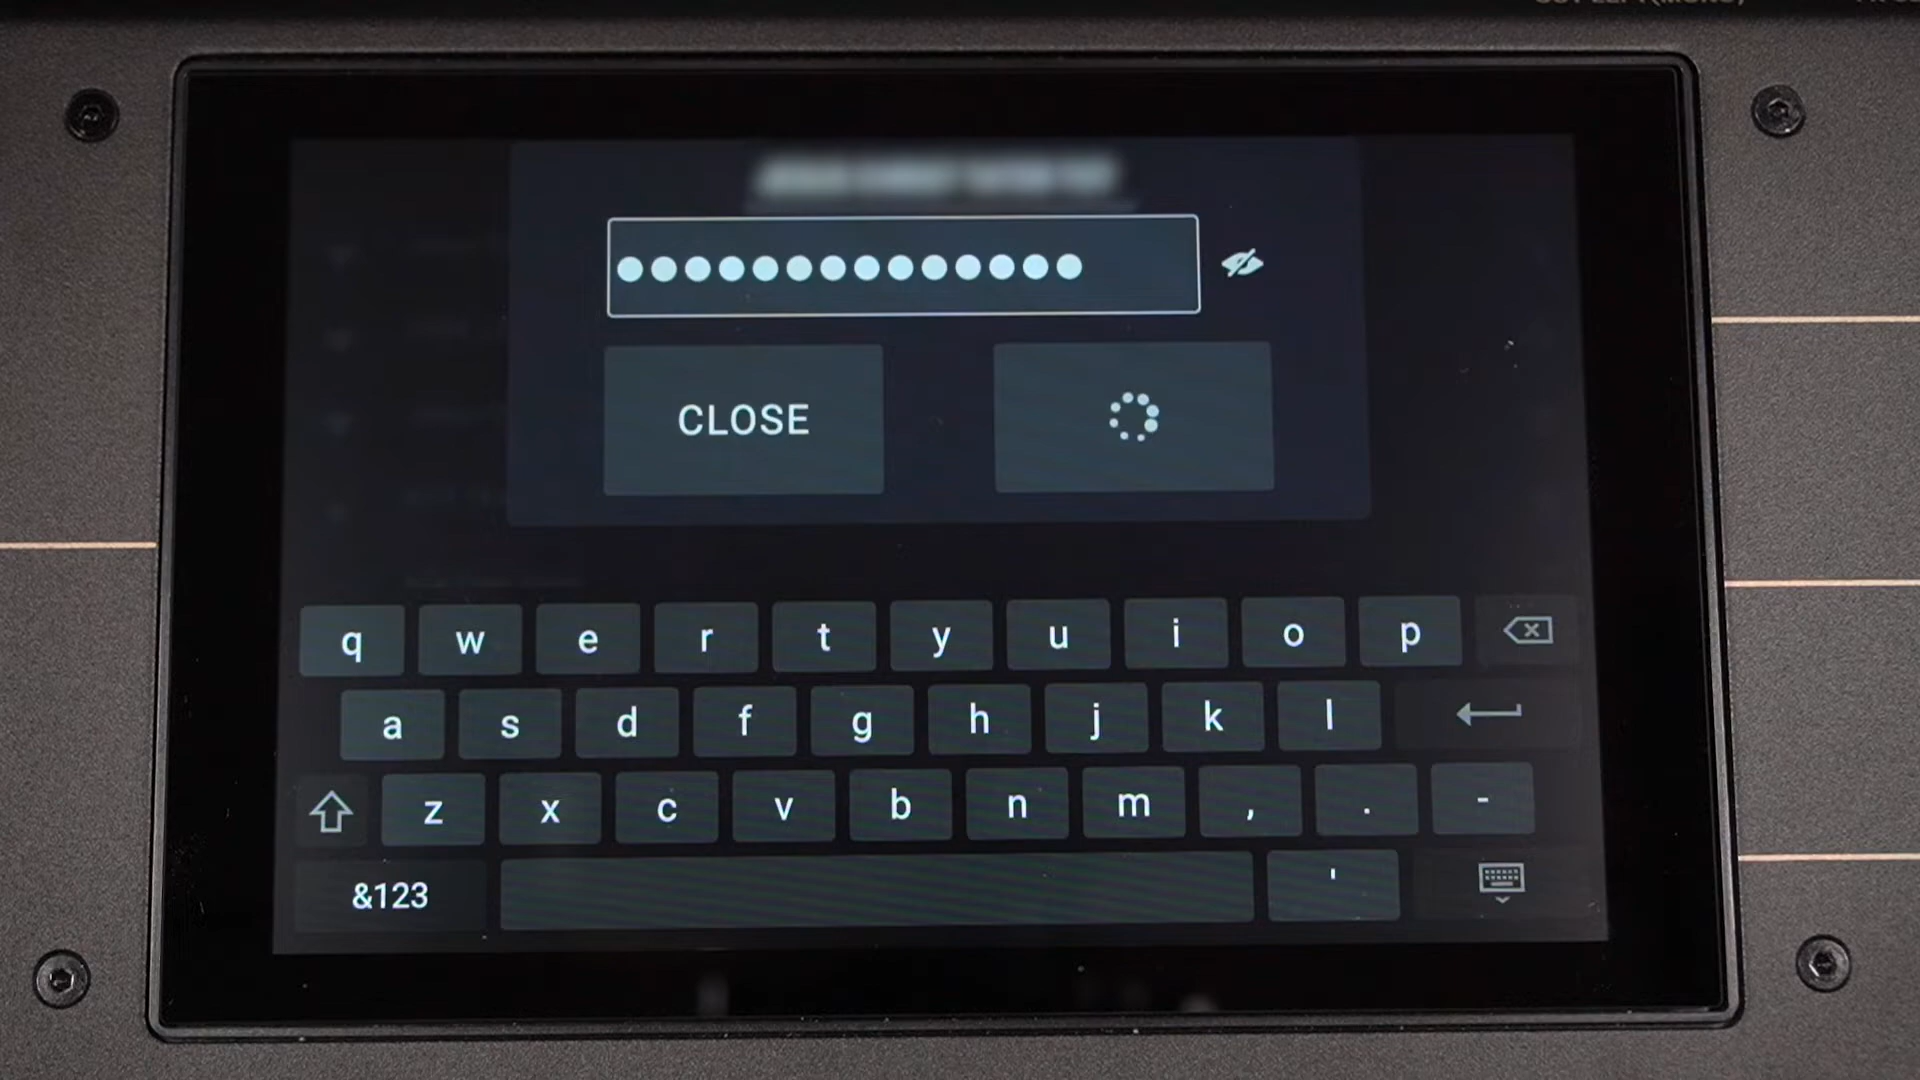 ●●●●●●●●●●●●●●
CLOSE
q w e r t y u i o p
a s d f g h j k l
z x c v b n m , . -
&123 '